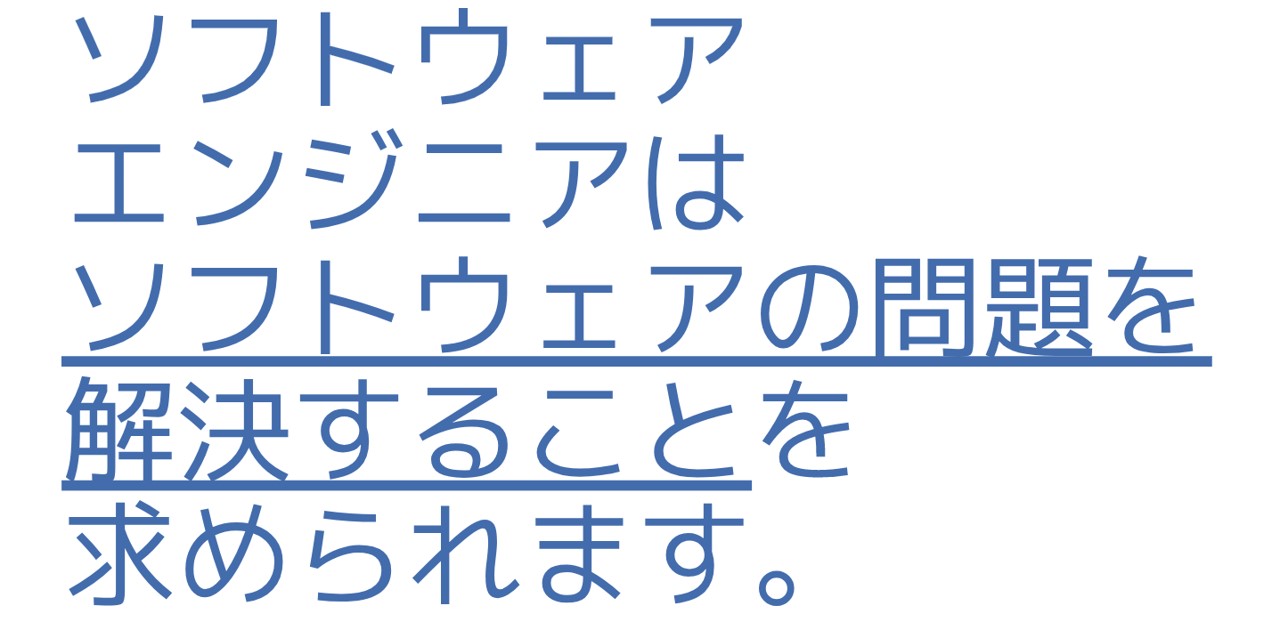 ソフトウェア
エンジニアは
ソフトウェアの問題を
解決することを
求められます。